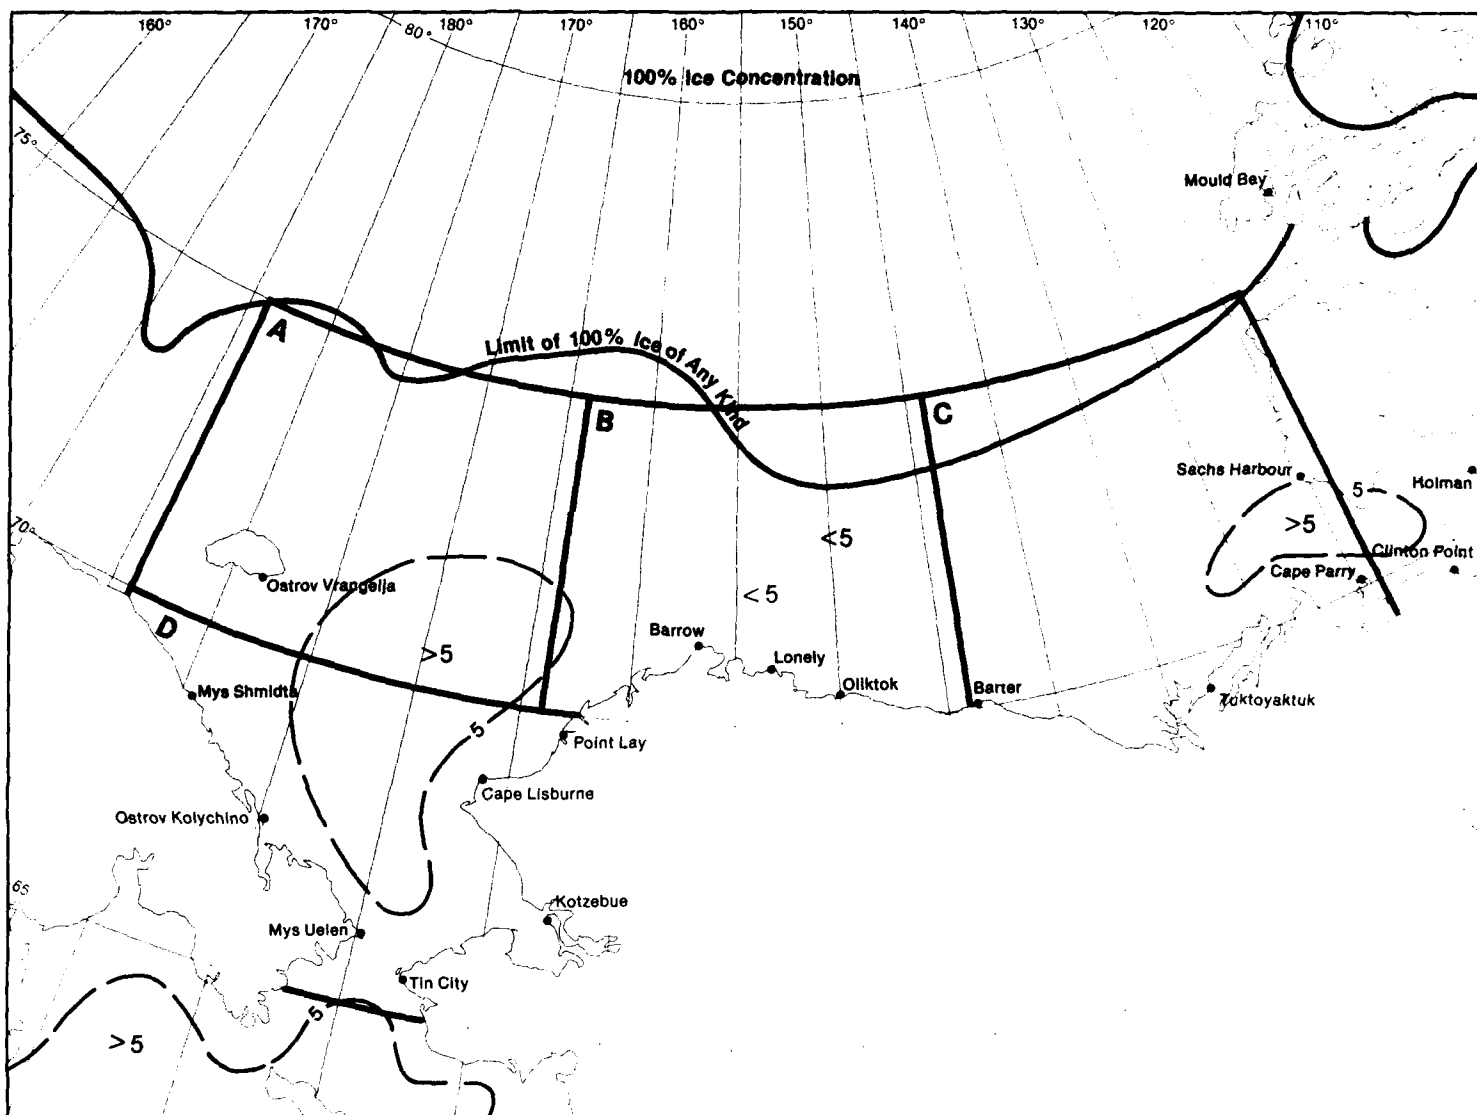 160°
170°
80°
180°
170°
160°
150°
140°
130°
120°
110°
100% Ice Concentration
75°
Mould Bay
A
Limit of 100% Ice of Any Kind
B
C
Sachs Harbour
5
Holman
>5
<5
70°
Clinton Point
Cape Parry
Ostrov Vrangelja
<5
D
Barrow
>5
Lonely
Oliktok
Barter
Mys Shmidta
Tuktoyaktuk
5
Point Lay
Cape Lisburne
Ostrov Kolychino
65
Kotzebue
Mys Uelen
Tin City
5
>5